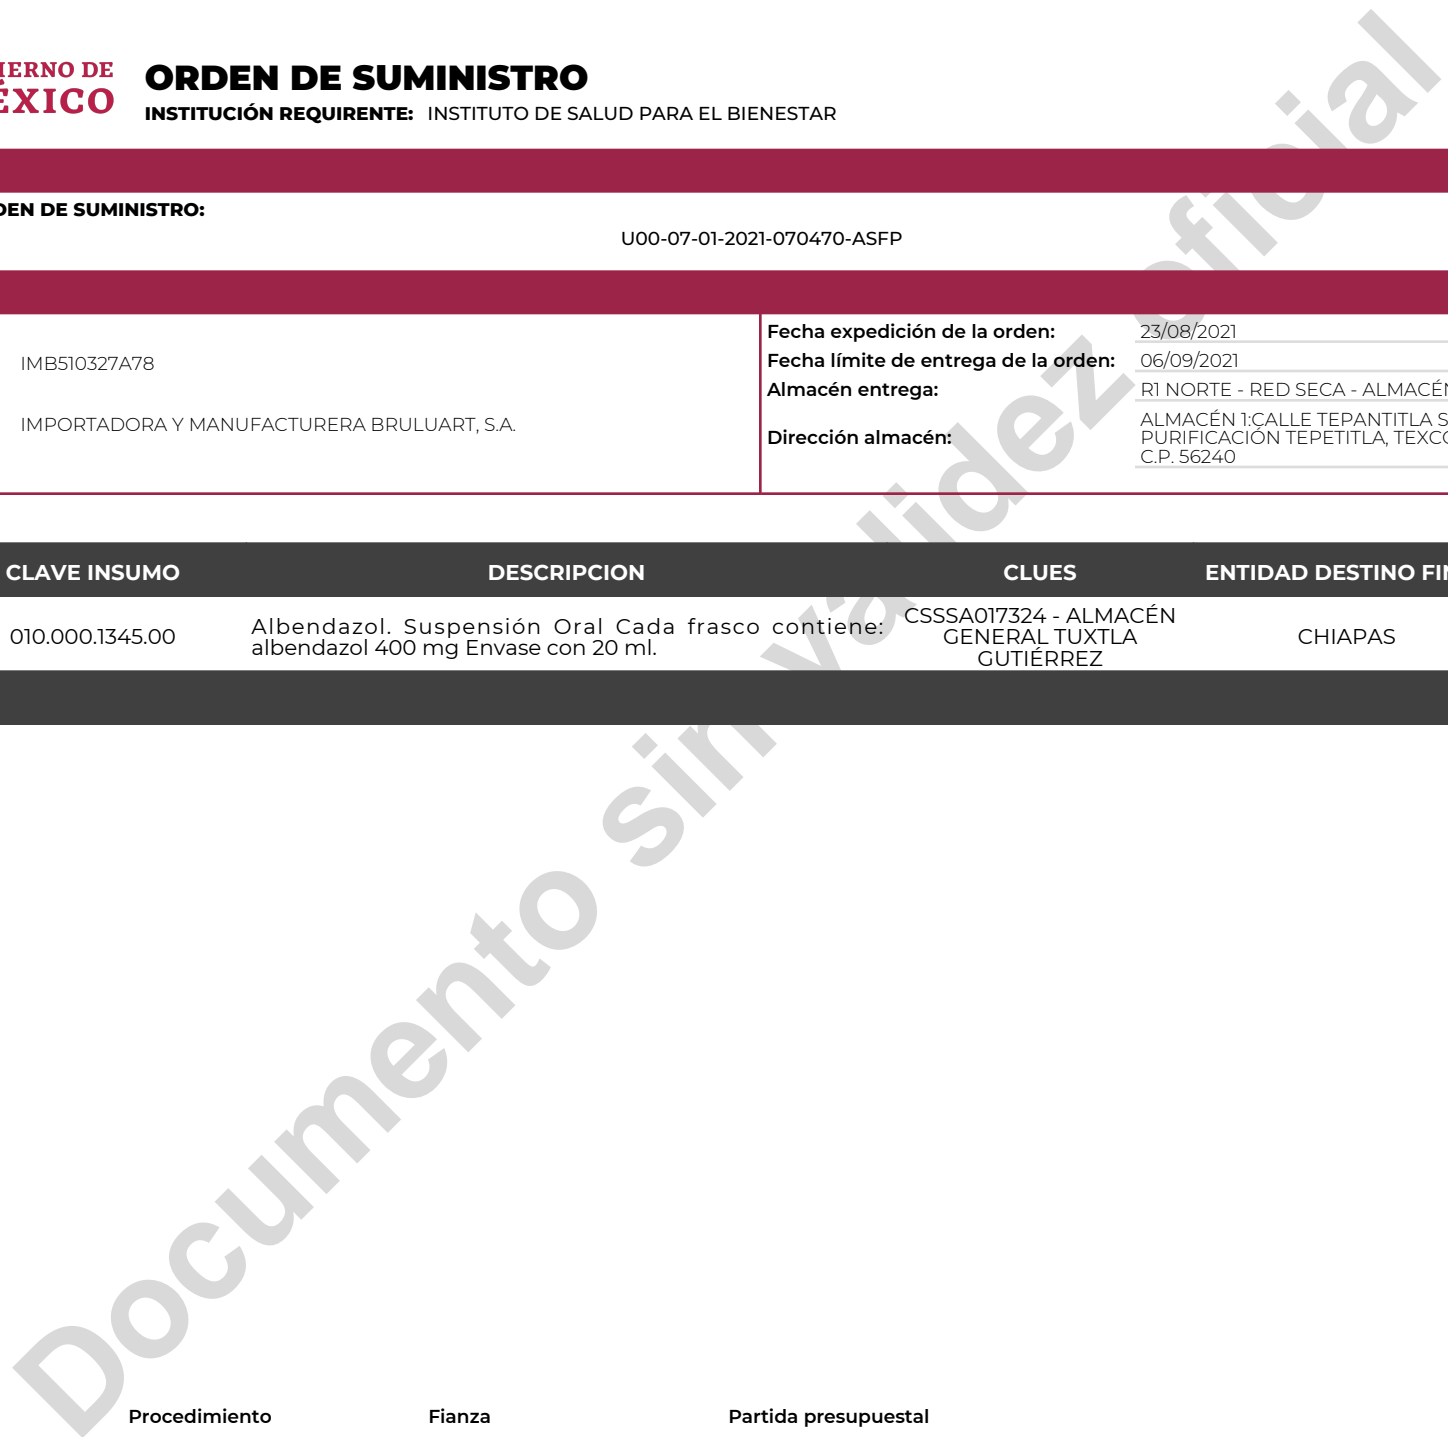 IERNO DE
ÉXICO
ORDEN DE SUMINISTRO
INSTITUCIÓN REQUIRENTE: INSTITUTO DE SALUD PARA EL BIENESTAR
DEN DE SUMINISTRO:
U00-07-01-2021-070470-ASFP
IMB510327A78
IMPORTADORA Y MANUFACTURERA BRULUART, S.A.
Fecha expedición de la orden: 23/08/2021
Fecha límite de entrega de la orden: 06/09/2021
Almacén entrega: R1 NORTE - RED SECA - ALMACÉN
Dirección almacén: ALMACÉN 1:CALLE TEPANTITLA S
PURIFICACIÓN TEPETITLA, TEXCO
C.P. 56240
CLAVE INSUMO DESCRIPCION CLUES ENTIDAD DESTINO FIN
010.000.1345.00
Albendazol. Suspensión Oral Cada frasco contiene:
albendazol 400 mg Envase con 20 ml.
CSSSA017324 - ALMACÉN
GENERAL TUXTLA
GUTIÉRREZ
CHIAPAS
Documento sin validez oficial
Procedimiento Fianza Partida presupuestal